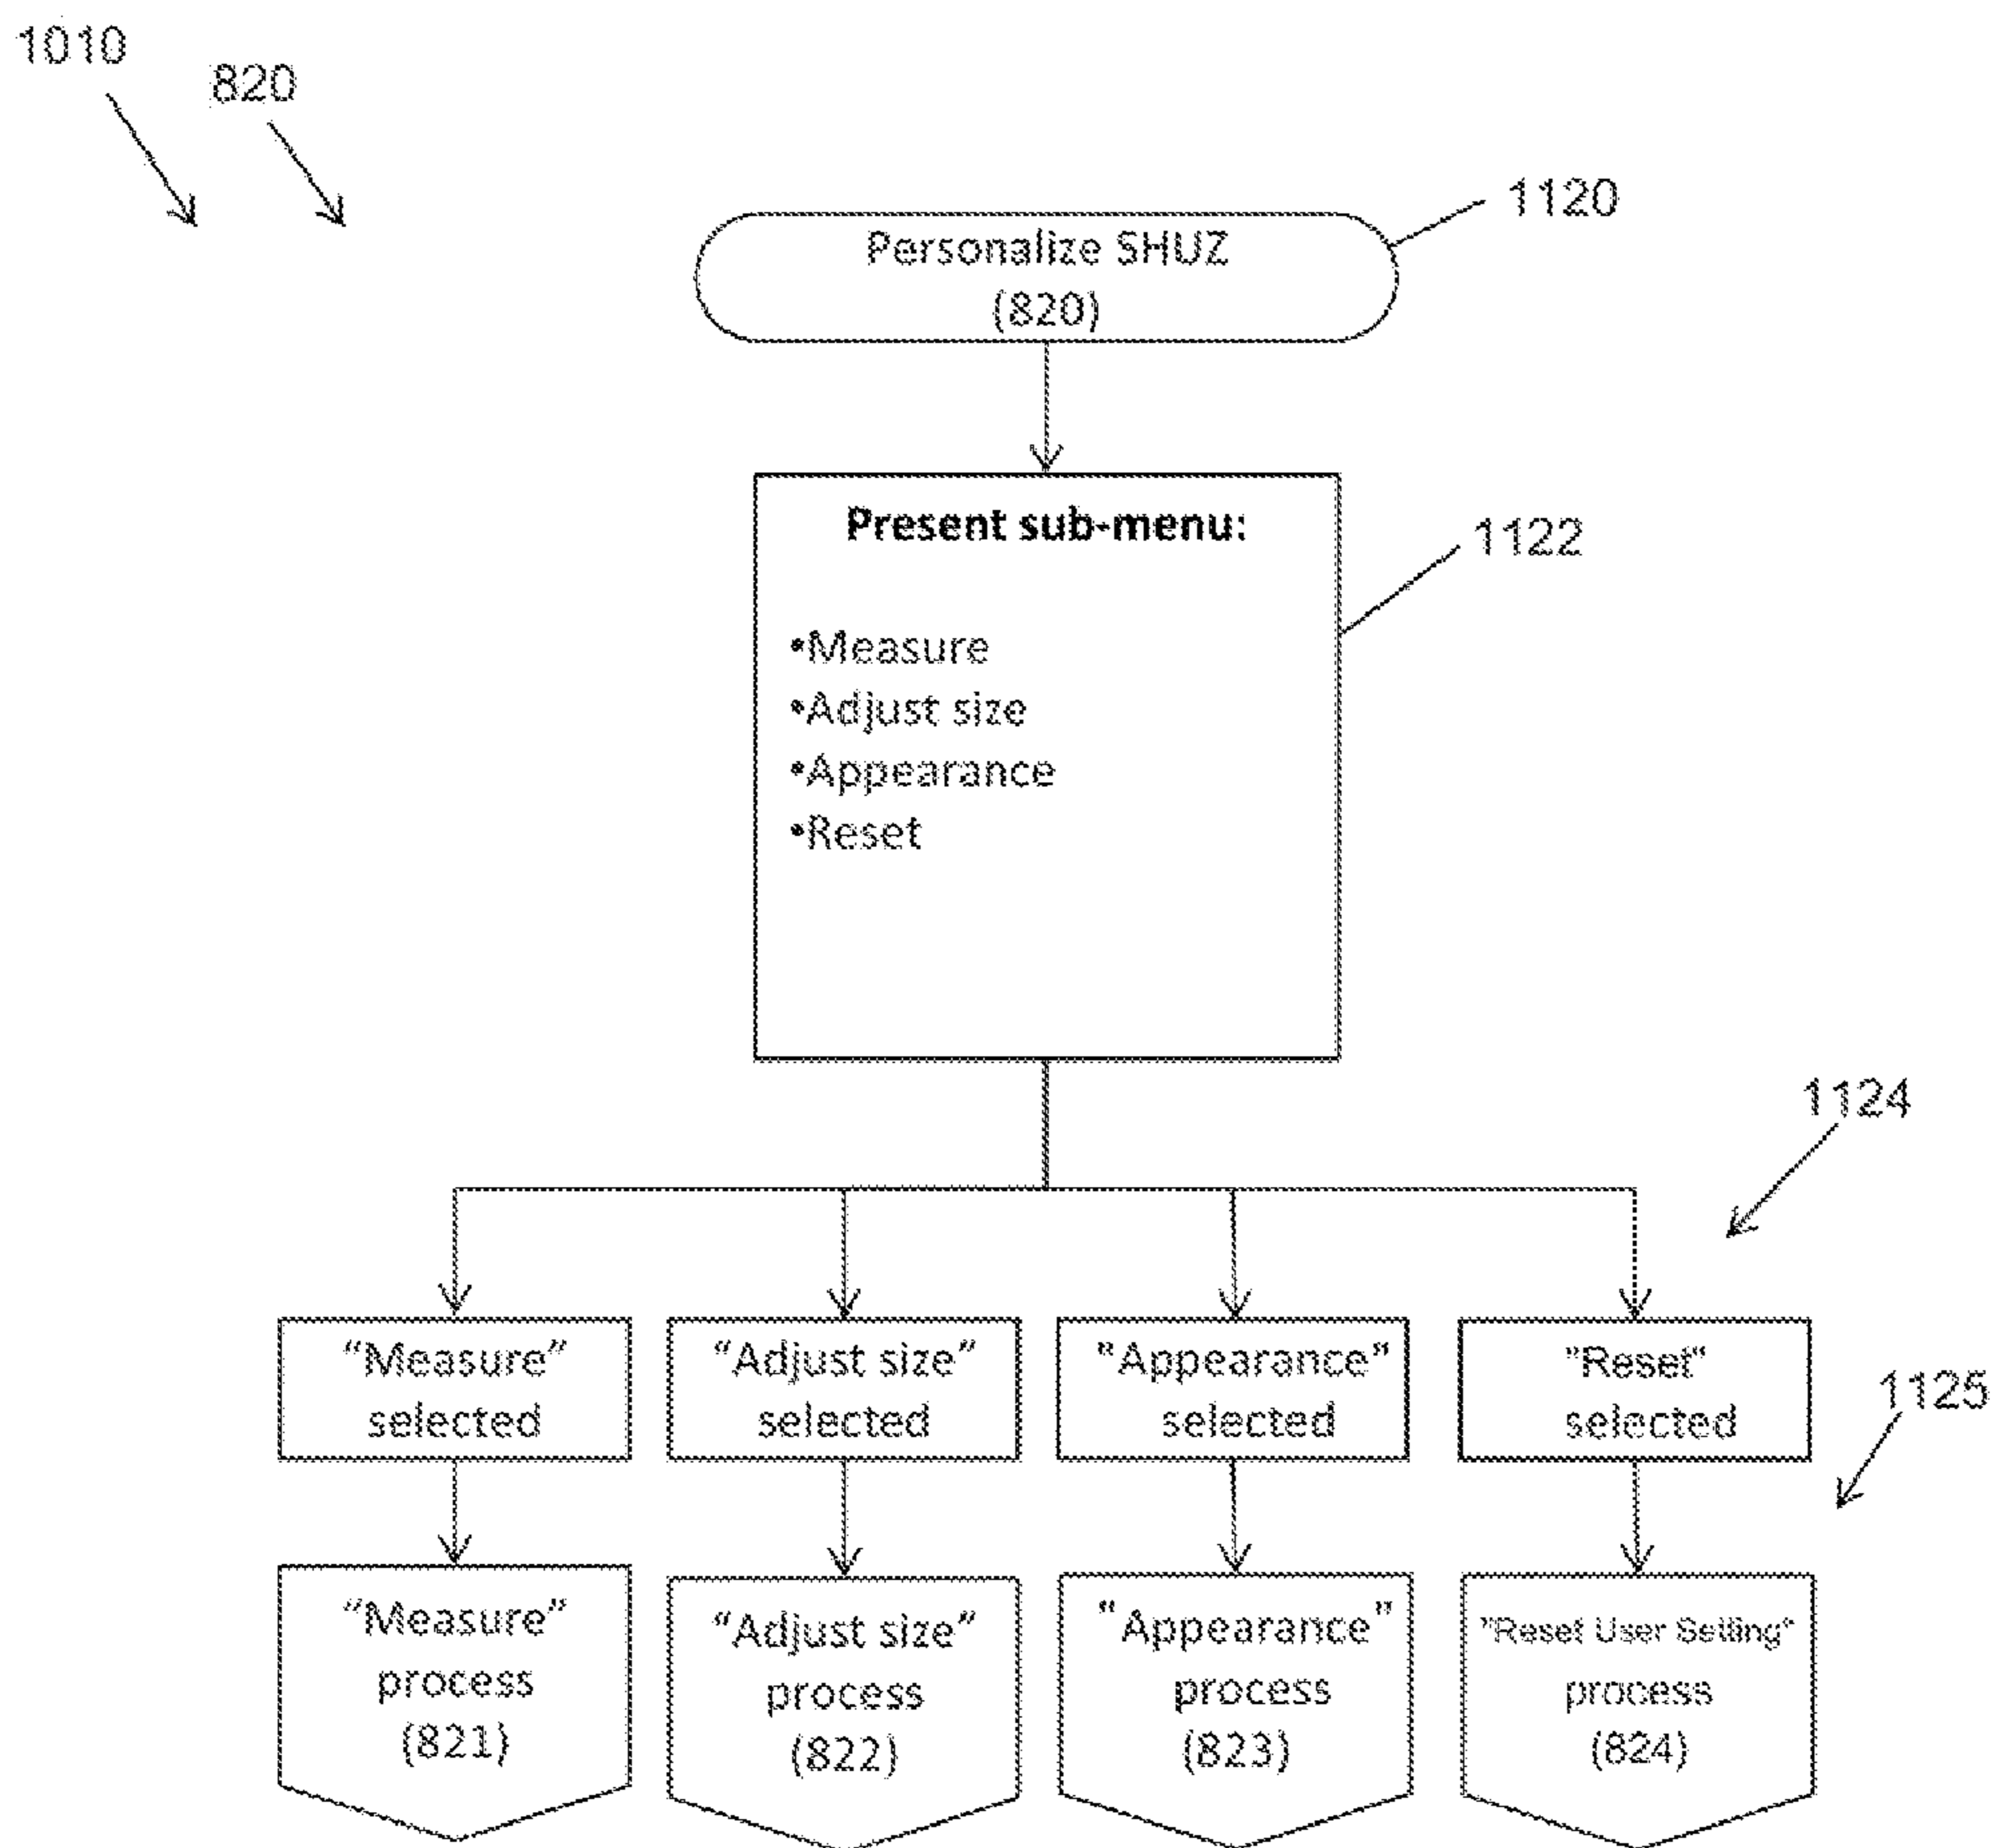 1010
820
1120
Personalize SHUZ
(820)
Present sub-menu:
1122
•Measure
•Adjust size
•Appearance
•Reset
1124
"Measure"
selected
"Adjust size"
selected
"Appearance"
selected
"Reset"
selected
1125
"Measure"
process
(821)
"Adjust size"
process
(822)
"Appearance"
process
(823)
"Reset User Setting"
process
(824)